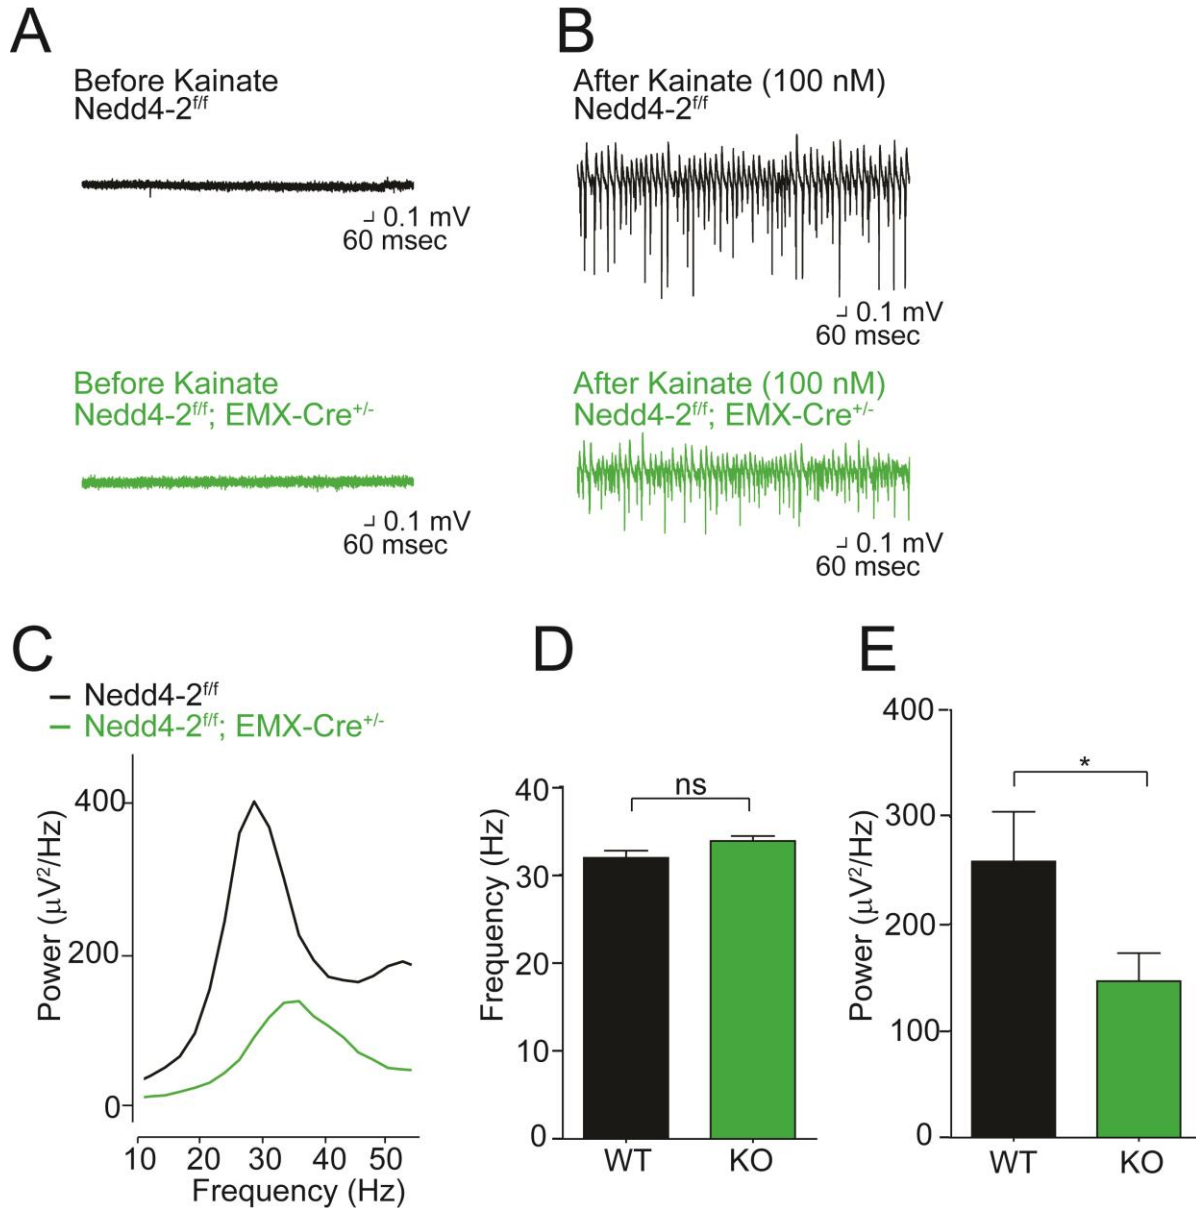 A
Before Kainate
Nedd4-2f/f
0.1 mV
60 msec
Before Kainate
Nedd4-2f/f; EMX-Cre+/-
0.1 mV
60 msec
B
After Kainate (100 nM)
Nedd4-2f/f
0.1 mV
60 msec
After Kainate (100 nM)
Nedd4-2f/f; EMX-Cre+/-
0.1 mV
60 msec
C
Nedd4-2f/f
Nedd4-2f/f; EMX-Cre+/-
Power (µV2/Hz)
400
200
0
10 20 30 40 50
Frequency (Hz)
D
Frequency (Hz)
40
30
20
10
0
ns
WT KO
E
Power (µV2/Hz)
400
300
200
100
0
*
WT KO